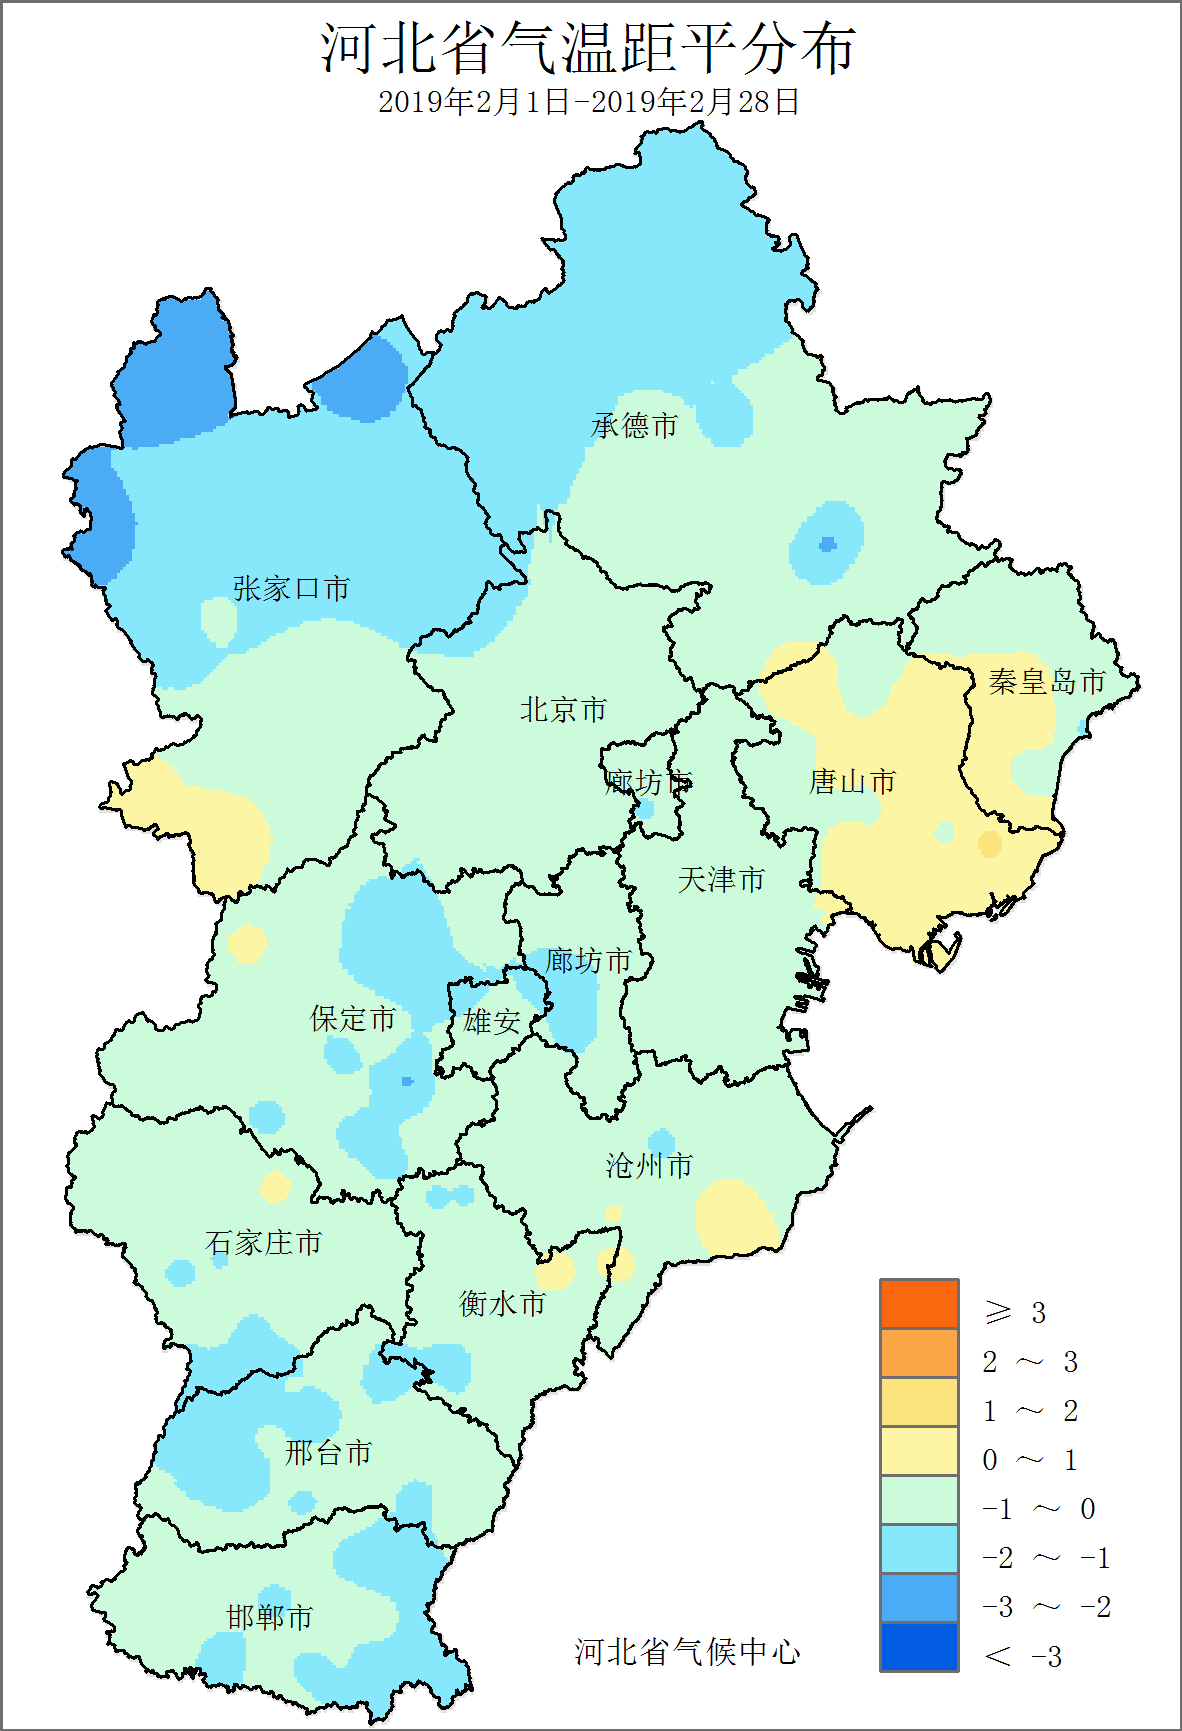 河北省气温距平分布
2019年2月1日-2019年2月28日
承德市
张家口市
秦皇岛市
北京市
廊坊市
唐山市
天津市
廊坊市
保定市
雄安
沧州市
石家庄市
衡水市
邢台市
邯郸市
≥ 3
2 ～ 3
1 ～ 2
0 ～ 1
-1 ～ 0
-2 ～ -1
-3 ～ -2
＜ -3
河北省气候中心